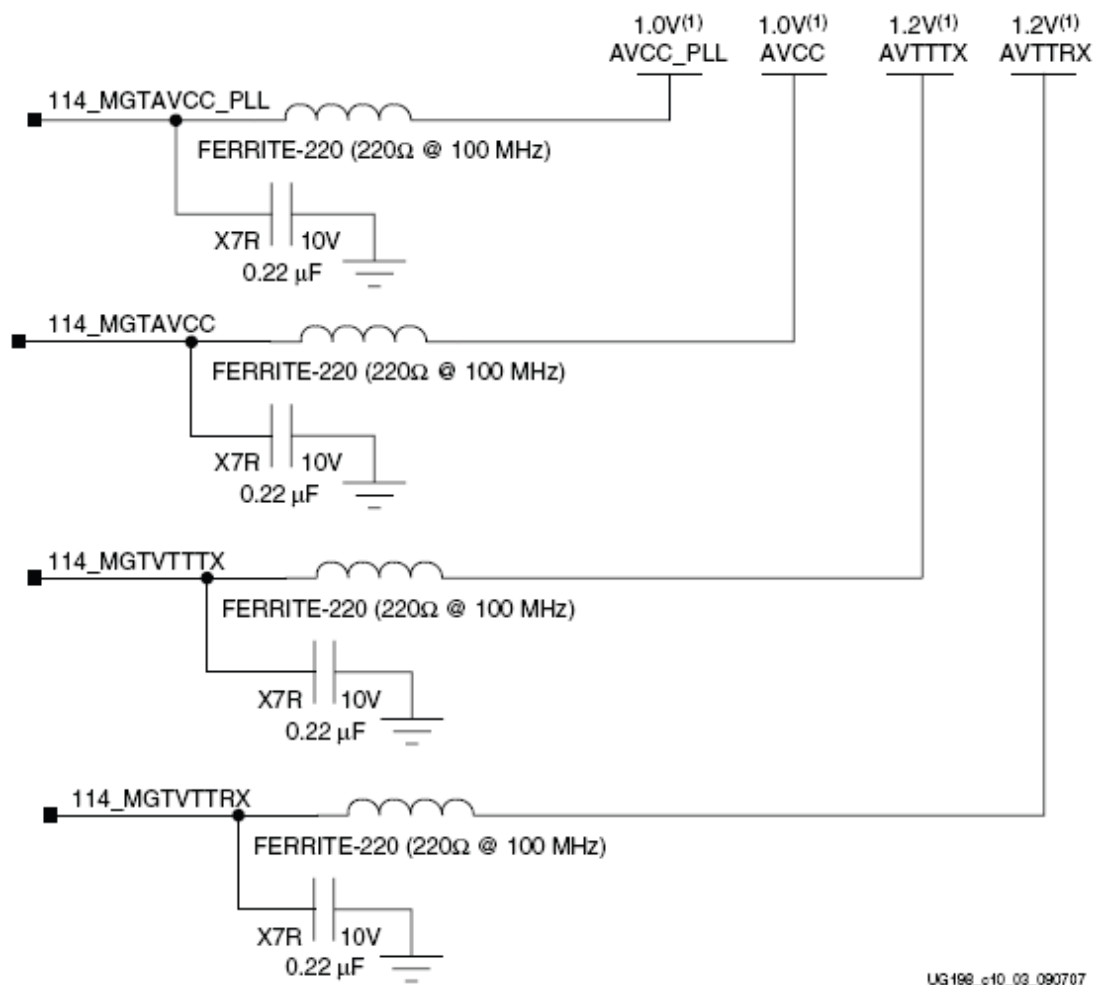 1.0V(1) 1.0V(1) 1.2V(1) 1.2V(1)
AVCC_PLL AVCC AVTTTX AVTTRX
114_MGTAVCC_PLL
FERRITE-220 (220Ω @ 100 MHz)
X7R 10V
0.22 μF
114_MGTAVCC
FERRITE-220 (220Ω @ 100 MHz)
X7R 10V
0.22 μF
114_MGTVTTTX
FERRITE-220 (220Ω @ 100 MHz)
X7R 10V
0.22 μF
114_MGTVTTRX
FERRITE-220 (220Ω @ 100 MHz)
X7R 10V
0.22 μF
UG198_c10_03_090707